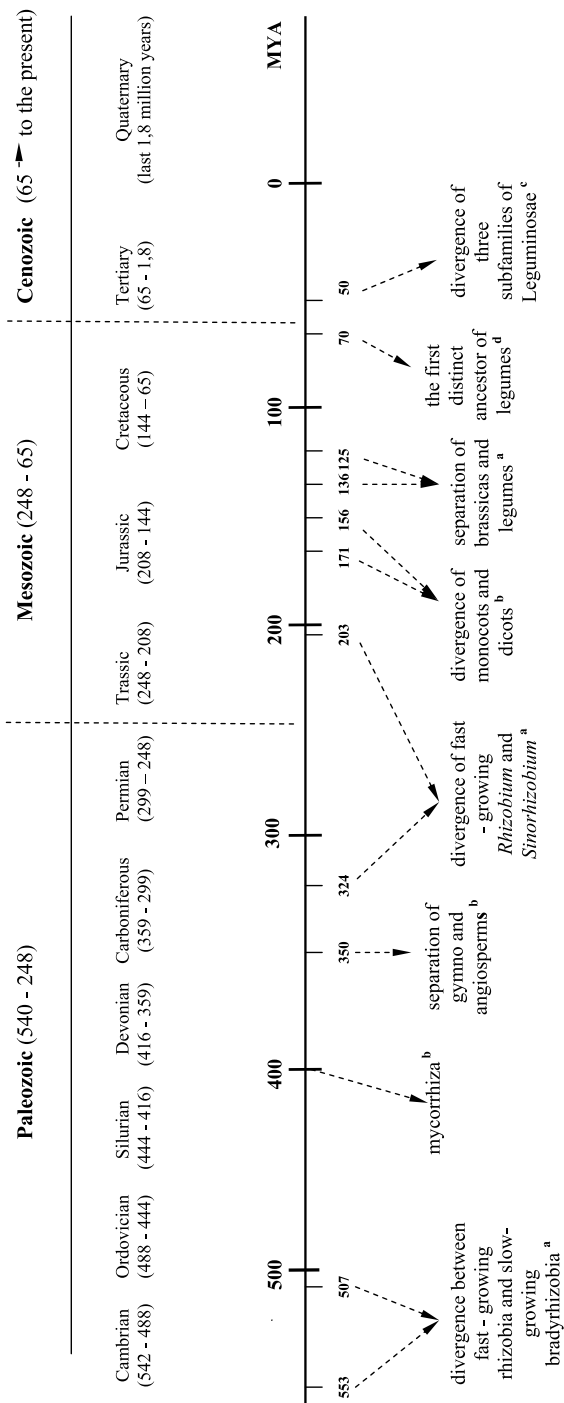 Paleozoic (540 - 248)
Mesozoic (248 - 65)
Cenozoic (65 → to the present)
Cambrian
(542 - 488)
Ordovician
(488 - 444)
Silurian
(444 - 416)
Devonian
(416 - 359)
Carboniferous
(359 - 299)
Permian
(299 – 248)
Trassic
(248 - 208)
Jurassic
(208 - 144)
Cretaceous
(144 – 65)
Tertiary
(65 - 1,8)
Quaternary
(last 1,8 million years)
500
400
300
200
100
0
MYA
553
507
350
324
203
171
156
136
125
70
50
divergence between
fast - growing
rhizobia and slow-
growing
bradyrhizobia a
mycorrhiza b
separation of
gymno and
angiosperms b
divergence of fast
- growing
Rhizobium and
Sinorhizobium a
divergence of
monocots and
dicots b
separation of
brassicas and
legumes a
the first
distinct
ancestor of
legumes d
divergence of
three
subfamilies of
Leguminosae c